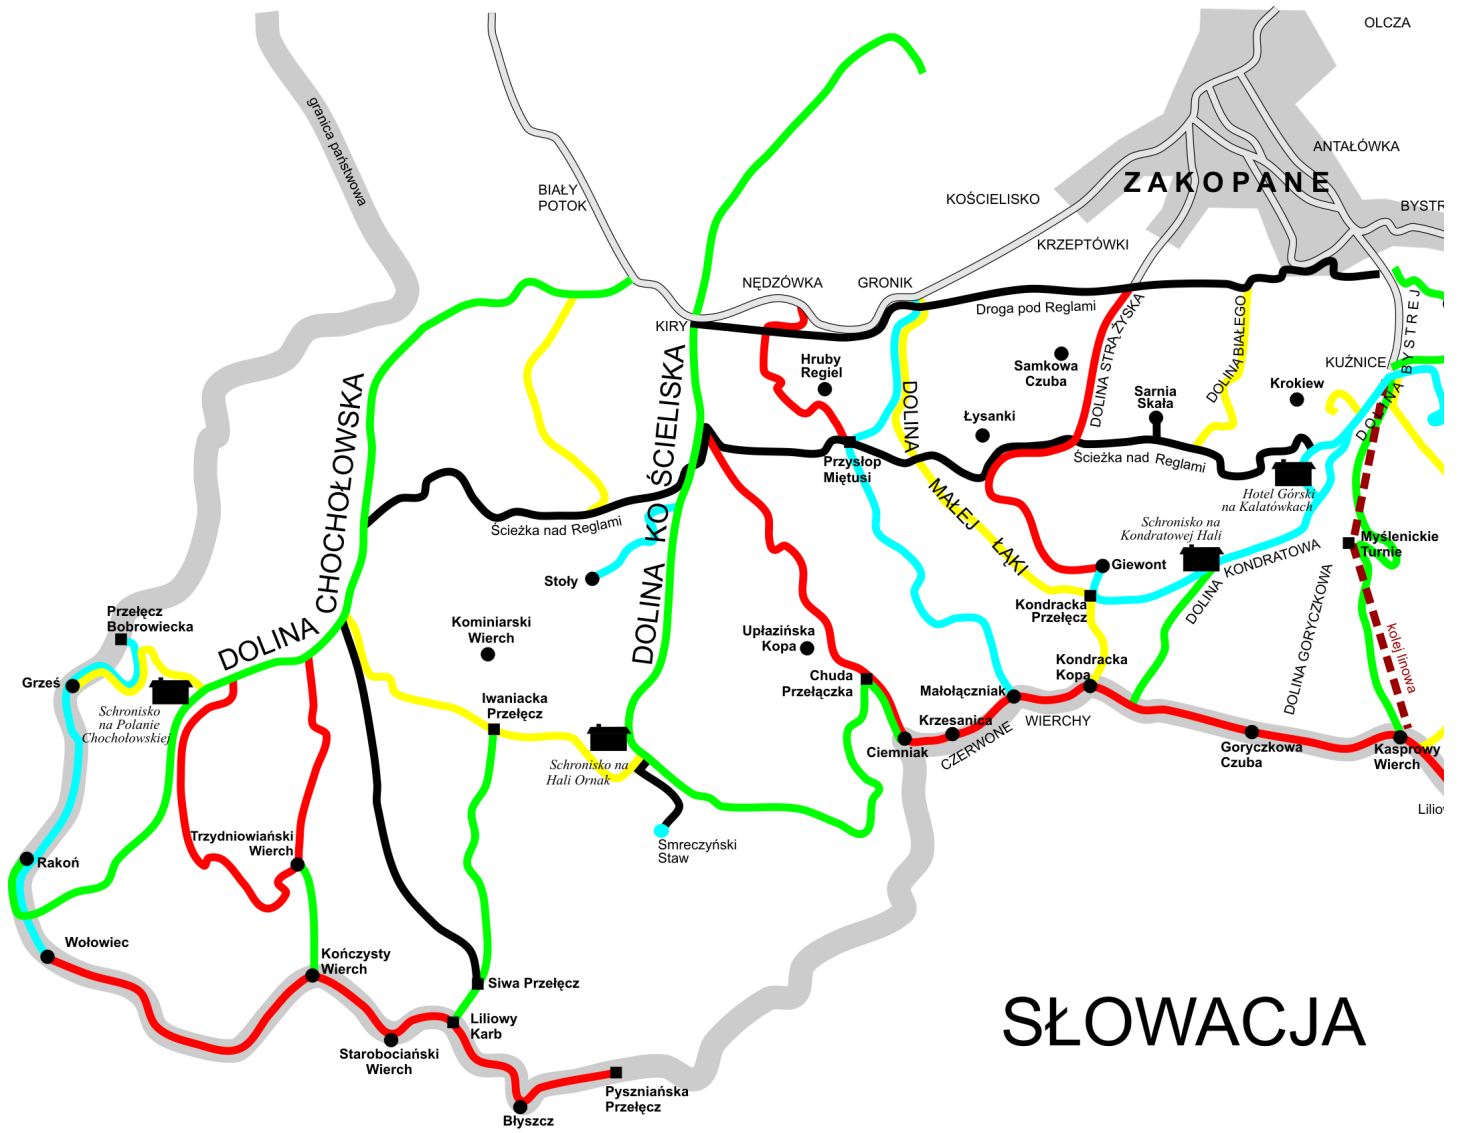 OLCZA
granica państwowa
ANTAŁÓWKA
ZAKOPANE
BIAŁY
POTOK
KOŚCIELISKO
BYSTR
KRZEPTÓWKI
NĘDZÓWKA
GRONIK
KIRY
Droga pod Reglami
DOLINA STRĄŻYSKA
DOLINA BIAŁEGO
DOLINA BYSTREJ
KUŹNICE
Hruby
Regiel
Samkowa
Czuba
Sarnia
Skała
Krokiew
Łysanki
DOLINA CHOCHOŁOWSKA
DOLINA KOŚCIELISKA
DOLINA MAŁEJ ŁĄKI
Przysłop
Miętusi
Ścieżka nad Reglami
Hotel Górski
na Kalatówkach
Ścieżka nad Reglami
Schronisko na
Kondratowej Hali
Myślenickie
Turnie
Stoły
Giewont
DOLINA KONDRATOWA
Kondracka
Przełęcz
DOLINA GORYCZKOWA
kolej linowa
Przełęcz
Bobrowiecka
Kominiarski
Wierch
Upłazińska
Kopa
Kondracka
Kopa
Grześ
Chuda
Przełączka
Małołączniak
Schronisko
na Polanie
Chochołowskiej
Iwaniacka
Przełęcz
Krzesanica
CZERWONE WIERCHY
Ciemniak
Goryczkowa
Czuba
Kasprowy
Wierch
Schronisko na
Hali Ornak
Liliow
Trzydniowiański
Wierch
Smreczyński
Staw
Rakoń
Wołowiec
Kończysty
Wierch
Siwa Przełęcz
Liliowy
Karb
SŁOWACJA
Starobociański
Wierch
Pyszniańska
Przełęcz
Błyszcz